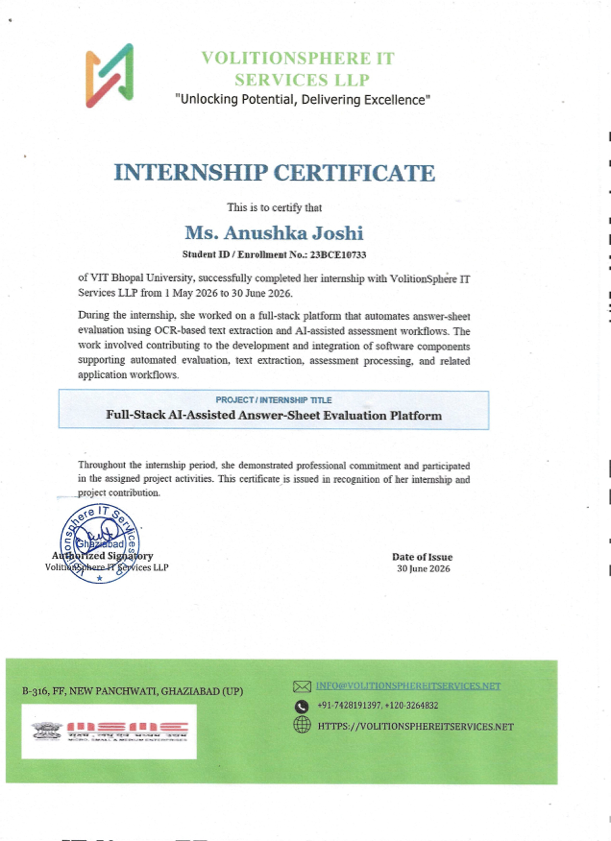 VOLITIONSPHERE IT
SERVICES LLP
"Unlocking Potential, Delivering Excellence"
INTERNSHIP CERTIFICATE
This is to certify that
Ms. Anushka Joshi
Student ID / Enrollment No.: 23BCE10733
of VIT Bhopal University, successfully completed her internship with VolitionSphere IT
Services LLP from 1 May 2026 to 30 June 2026.
During the internship, she worked on a full-stack platform that automates answer-sheet
evaluation using OCR-based text extraction and AI-assisted assessment workflows. The
work involved contributing to the development and integration of software components
supporting automated evaluation, text extraction, assessment processing, and related
application workflows.
PROJECT / INTERNSHIP TITLE
Full-Stack AI-Assisted Answer-Sheet Evaluation Platform
Throughout the internship period, she demonstrated professional commitment and participated
in the assigned project activities. This certificate is issued in recognition of her internship and
project contribution.
Ghaziabad
Authorized Signatory
VolitionSphere IT Services LLP
Date of Issue
30 June 2026
B-316, FF, NEW PANCHWATI, GHAZIABAD (UP)
INFO@VOLITIONSPHEREITSERVICES.NET
+91-7428191397, +120-3264832
HTTPS://VOLITIONSPHEREITSERVICES.NET
MSME